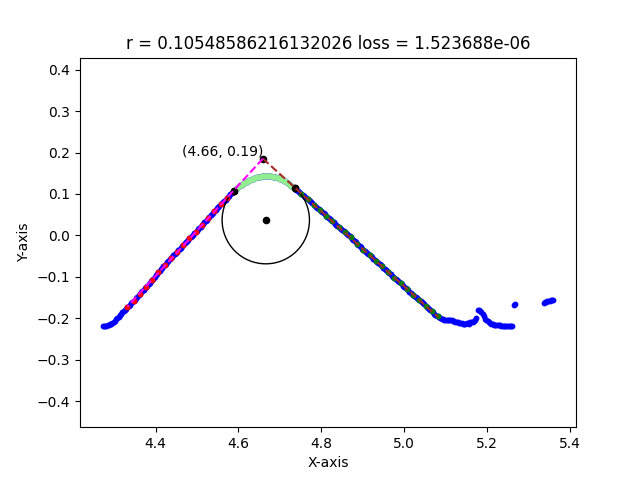 r = 0.10548586216132026 loss = 1.523688e-06
Y-axis
0.4
0.3
0.2
0.1
0.0
−0.1
−0.2
−0.3
−0.4
(4.66, 0.19)
4.4 4.6 4.8 5.0 5.2 5.4
X-axis